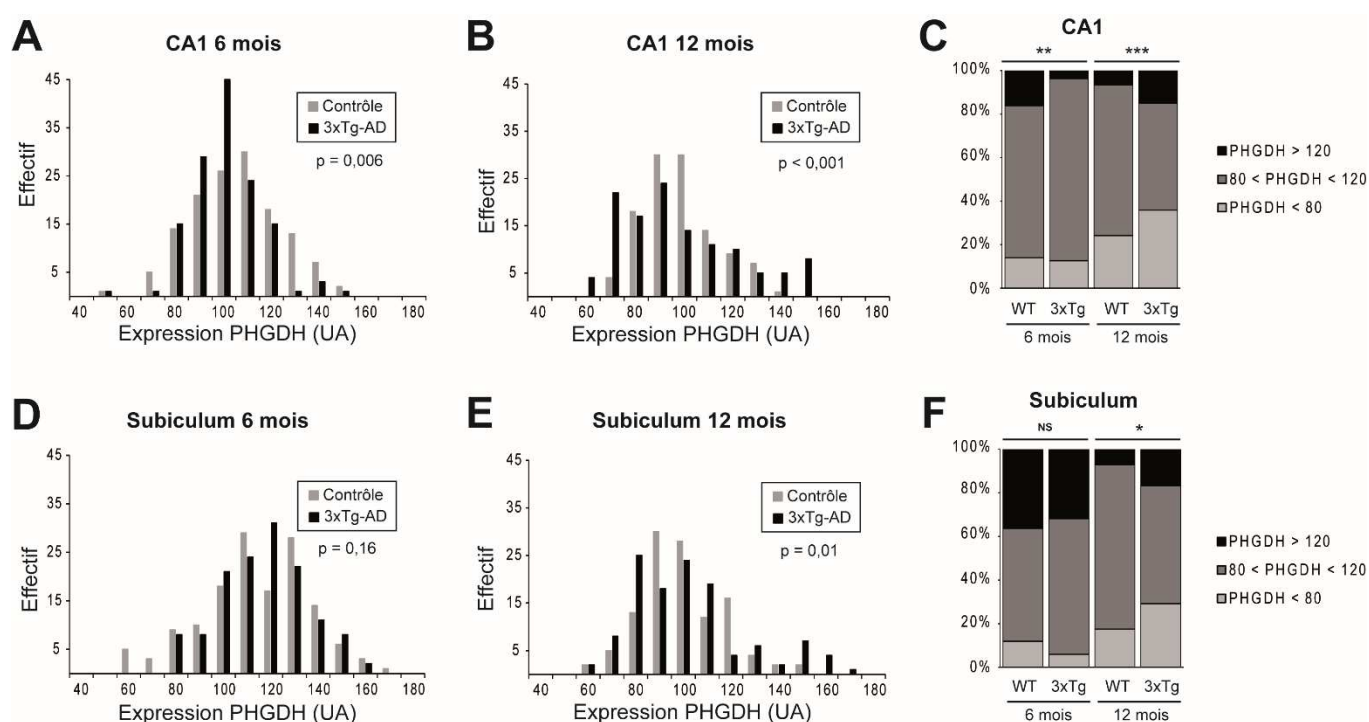 A
CA1 6 mois
45
35
25
15
5
Effectif
Contrôle
3xTg-AD
p = 0,006
40 60 80 100 120 140 160 180
Expression PHGDH (UA)
B
CA1 12 mois
45
35
25
15
5
Effectif
Contrôle
3xTg-AD
p < 0,001
40 60 80 100 120 140 160 180
Expression PHGDH (UA)
C
CA1
** ***
100%
80%
60%
40%
20%
0%
WT 3xTg WT 3xTg
6 mois 12 mois
PHGDH > 120
80 < PHGDH < 120
PHGDH < 80
D
Subiculum 6 mois
45
35
25
15
5
Effectif
Contrôle
3xTg-AD
p = 0,16
40 60 80 100 120 140 160 180
Expression PHGDH (UA)
E
Subiculum 12 mois
45
35
25
15
5
Effectif
Contrôle
3xTg-AD
p = 0,01
40 60 80 100 120 140 160 180
Expression PHGDH (UA)
F
Subiculum
NS *
100%
80%
60%
40%
20%
0%
WT 3xTg WT 3xTg
6 mois 12 mois
PHGDH > 120
80 < PHGDH < 120
PHGDH < 80